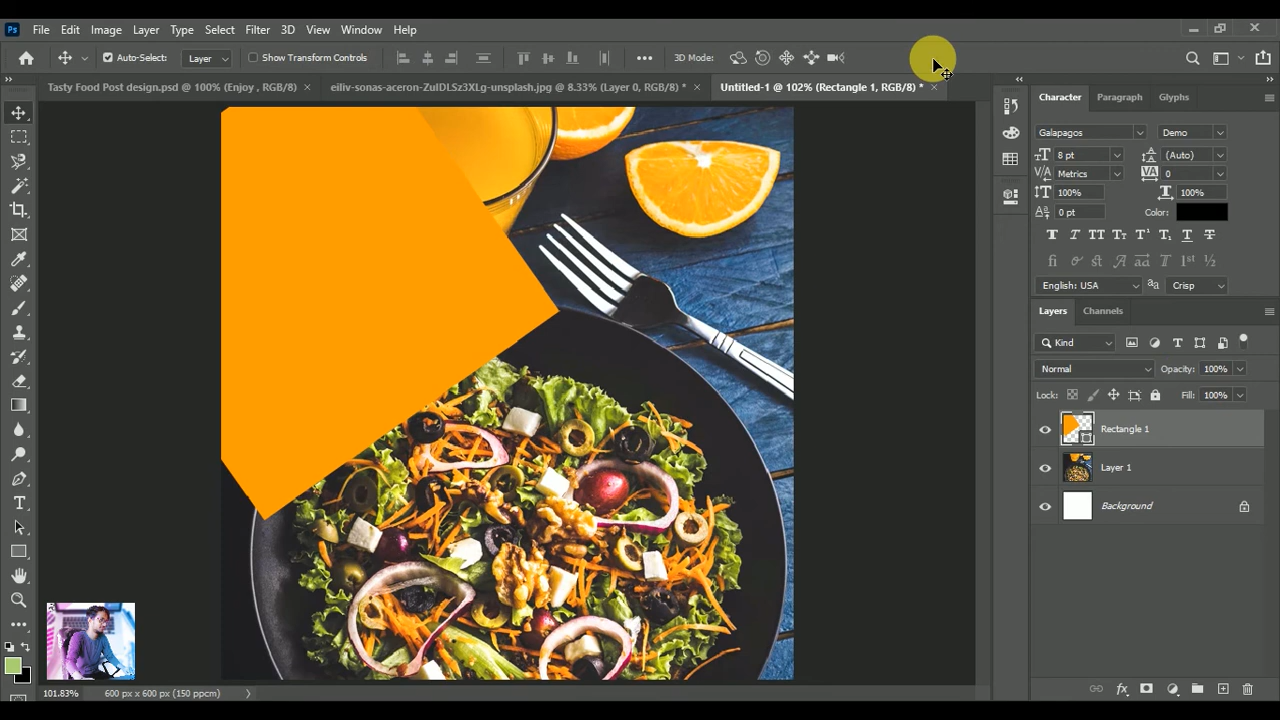 Ps File Edit Image Layer Type Select Filter 3D View Window Help
Auto-Select: Layer Show Transform Controls 3D Mode:
Tasty Food Post design.psd @ 100% (Enjoy , RGB/8) eiliv-sonas-aceron-ZuIDLSz3XLg-unsplash.jpg @ 8.33% (Layer 0, RGB/8) * Untitled-1 @ 102% (Rectangle 1, RGB/8) *
Character Paragraph Glyphs
Galapagos Demo
8 pt (Auto)
Metrics 0
100% 100%
0 pt Color:
English: USA Crisp
Layers Channels
Kind
Normal Opacity: 100%
Lock: Fill: 100%
Rectangle 1
Layer 1
Background
101.83% 600 px x 600 px (150 ppcm)